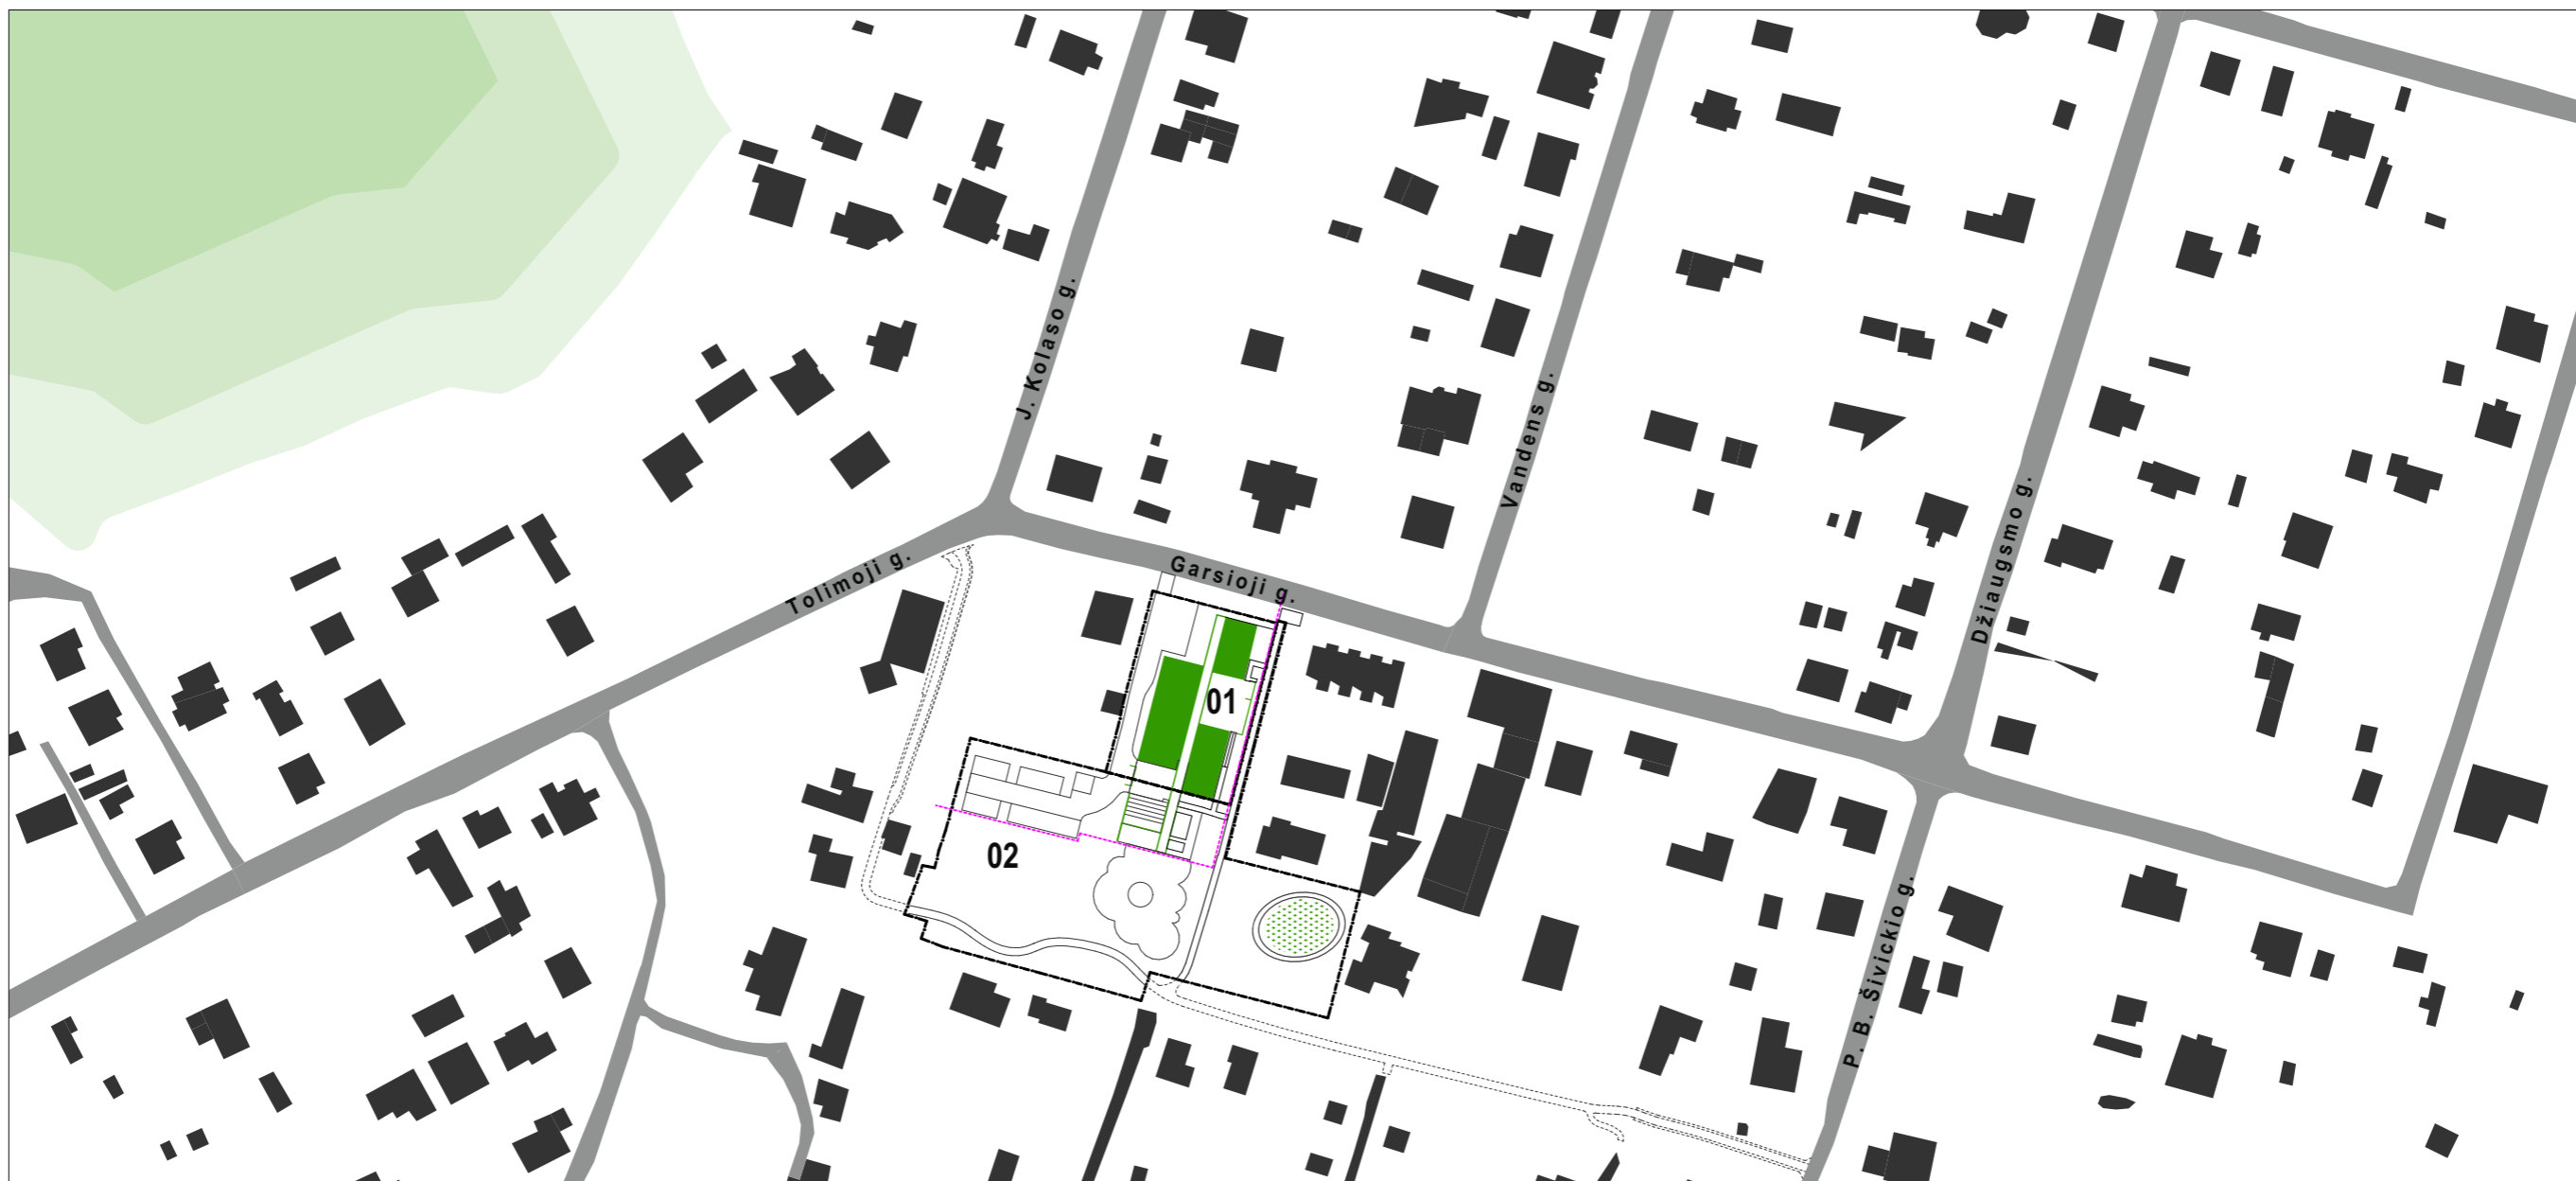 J. Kolaso g.
Vandens g.
Džiaugsmo g.
Tolimoji g.
Garsioji g.
01
02
P. B. Šivickio g.